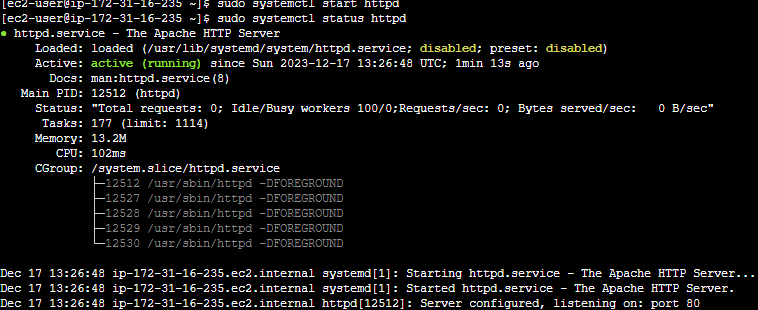 [ec2-user@ip-172-31-16-235 ~]$ sudo systemctl start httpd
[ec2-user@ip-172-31-16-235 ~]$ sudo systemctl status httpd
● httpd.service - The Apache HTTP Server
Loaded: loaded (/usr/lib/systemd/system/httpd.service; disabled; preset: disabled)
Active: active (running) since Sun 2023-12-17 13:26:48 UTC; 1min 13s ago
Docs: man:httpd.service(8)
Main PID: 12512 (httpd)
Status: "Total requests: 0; Idle/Busy workers 100/0;Requests/sec: 0; Bytes served/sec:   0 B/sec"
Tasks: 177 (limit: 1114)
Memory: 13.2M
CPU: 102ms
CGroup: /system.slice/httpd.service
├─12512 /usr/sbin/httpd -DFOREGROUND
├─12527 /usr/sbin/httpd -DFOREGROUND
├─12528 /usr/sbin/httpd -DFOREGROUND
├─12529 /usr/sbin/httpd -DFOREGROUND
└─12530 /usr/sbin/httpd -DFOREGROUND
Dec 17 13:26:48 ip-172-31-16-235.ec2.internal systemd[1]: Starting httpd.service - The Apache HTTP Server...
Dec 17 13:26:48 ip-172-31-16-235.ec2.internal systemd[1]: Started httpd.service - The Apache HTTP Server.
Dec 17 13:26:48 ip-172-31-16-235.ec2.internal httpd[12512]: Server configured, listening on: port 80